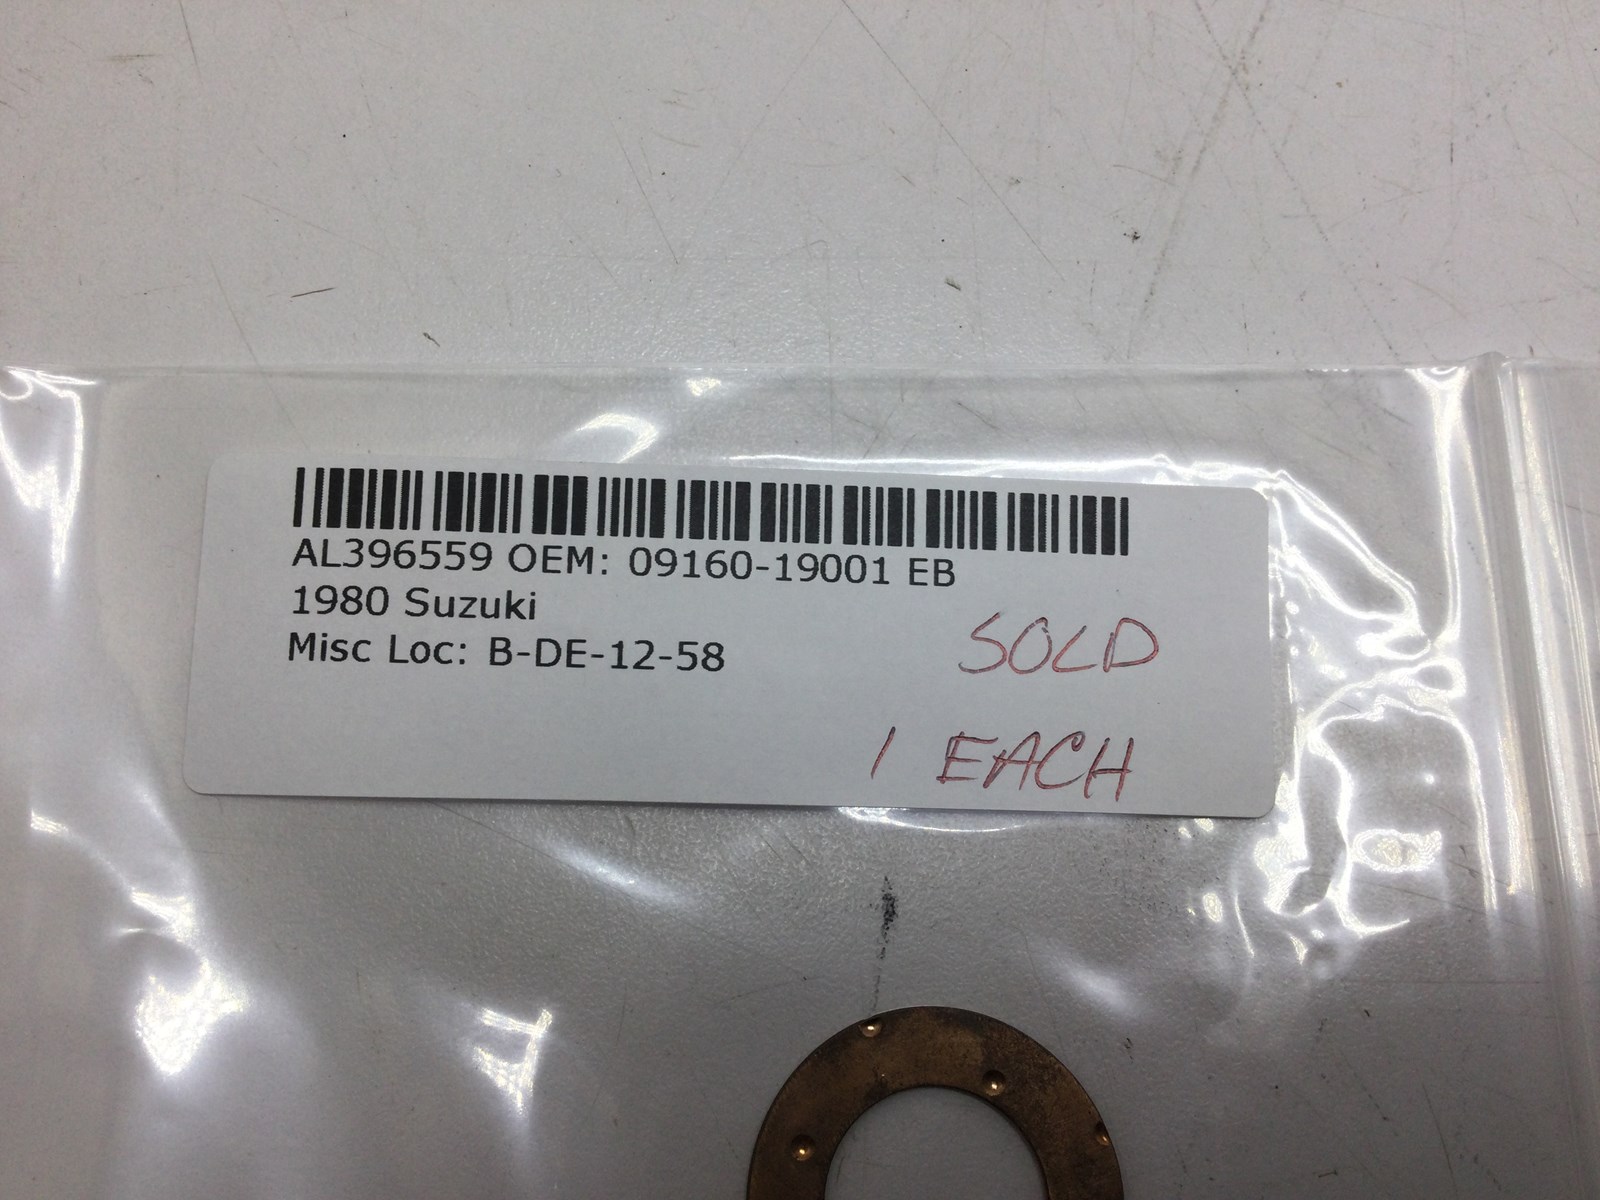 AL396559 OEM: 09160-19001 EB
1980 Suzuki
Misc Loc: B-DE-12-58
SOLD
1 EACH